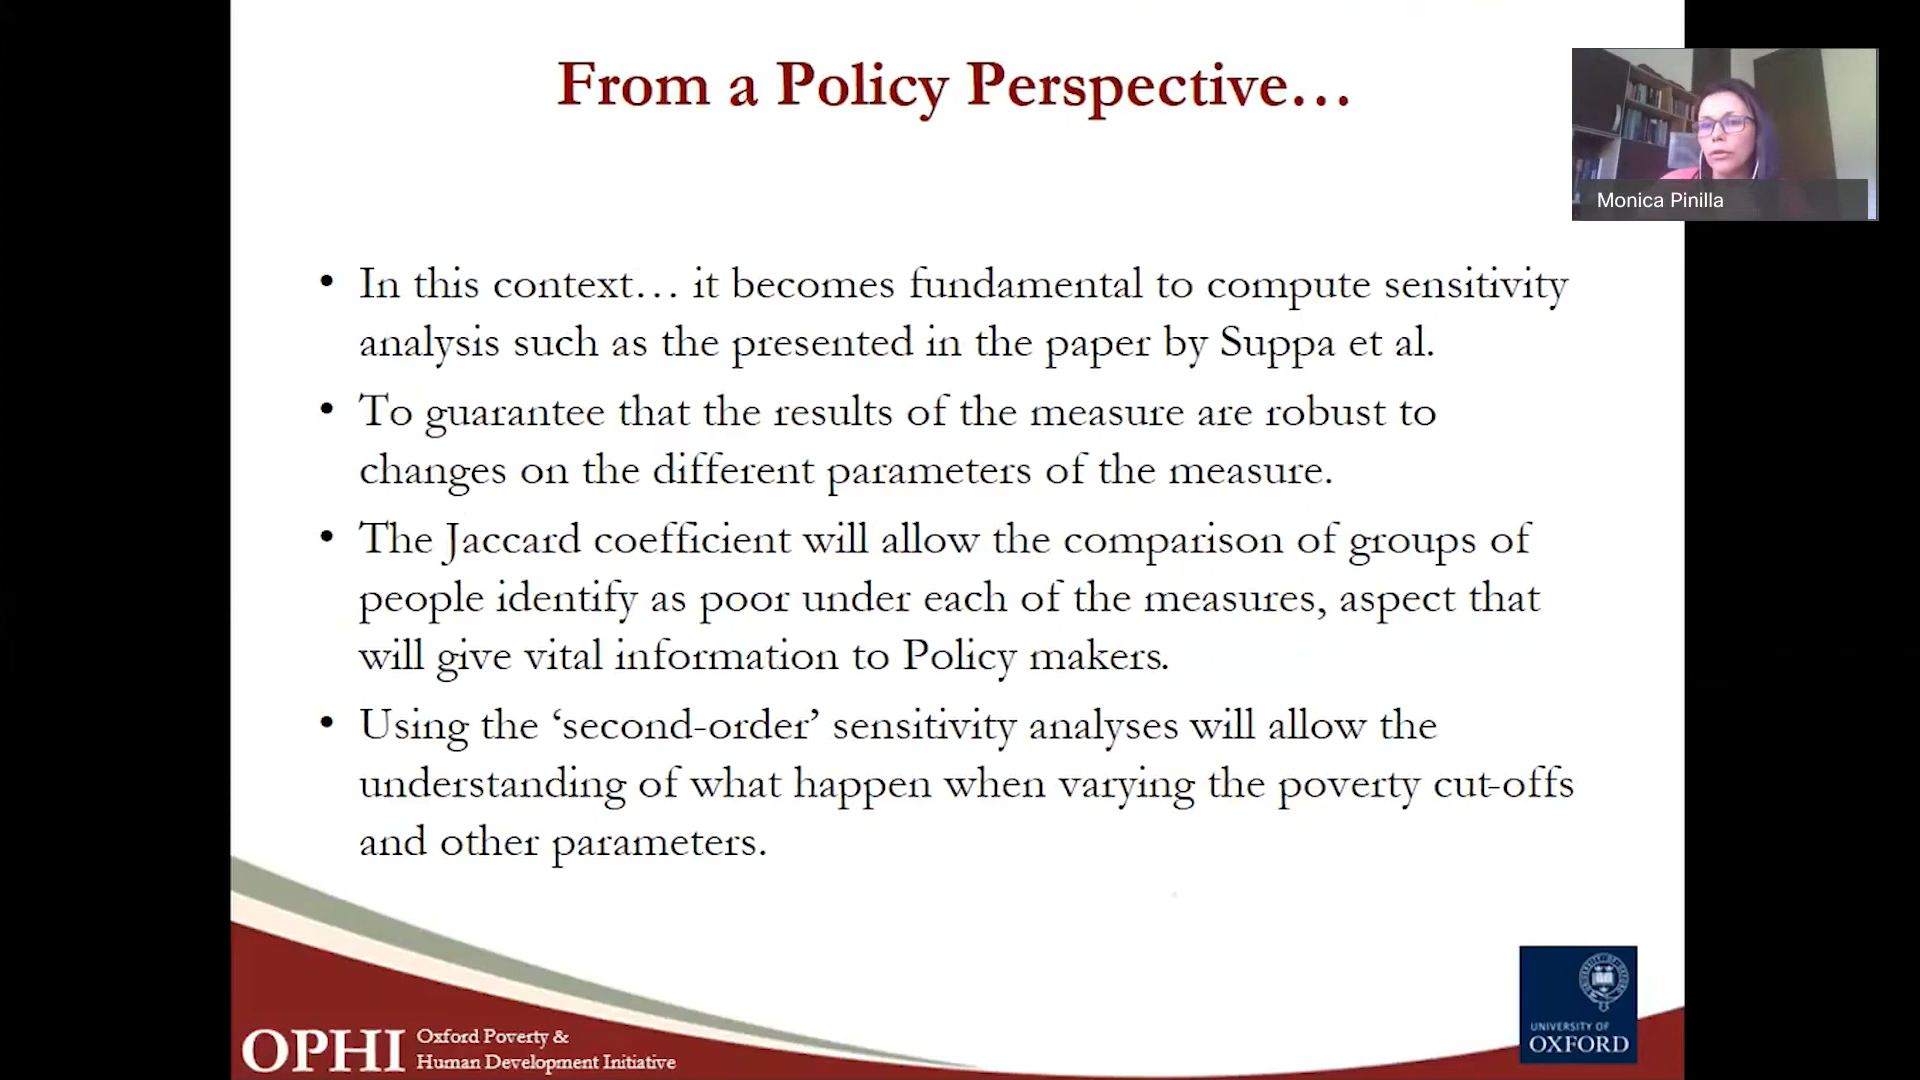 From a Policy Perspective…
Monica Pinilla
• In this context… it becomes fundamental to compute sensitivity
analysis such as the presented in the paper by Suppa et al.
• To guarantee that the results of the measure are robust to
changes on the different parameters of the measure.
• The Jaccard coefficient will allow the comparison of groups of
people identify as poor under each of the measures, aspect that
will give vital information to Policy makers.
• Using the ‘second-order’ sensitivity analyses will allow the
understanding of what happen when varying the poverty cut-offs
and other parameters.
OPHI
Oxford Poverty &
Human Development Initiative
UNIVERSITY OF
OXFORD